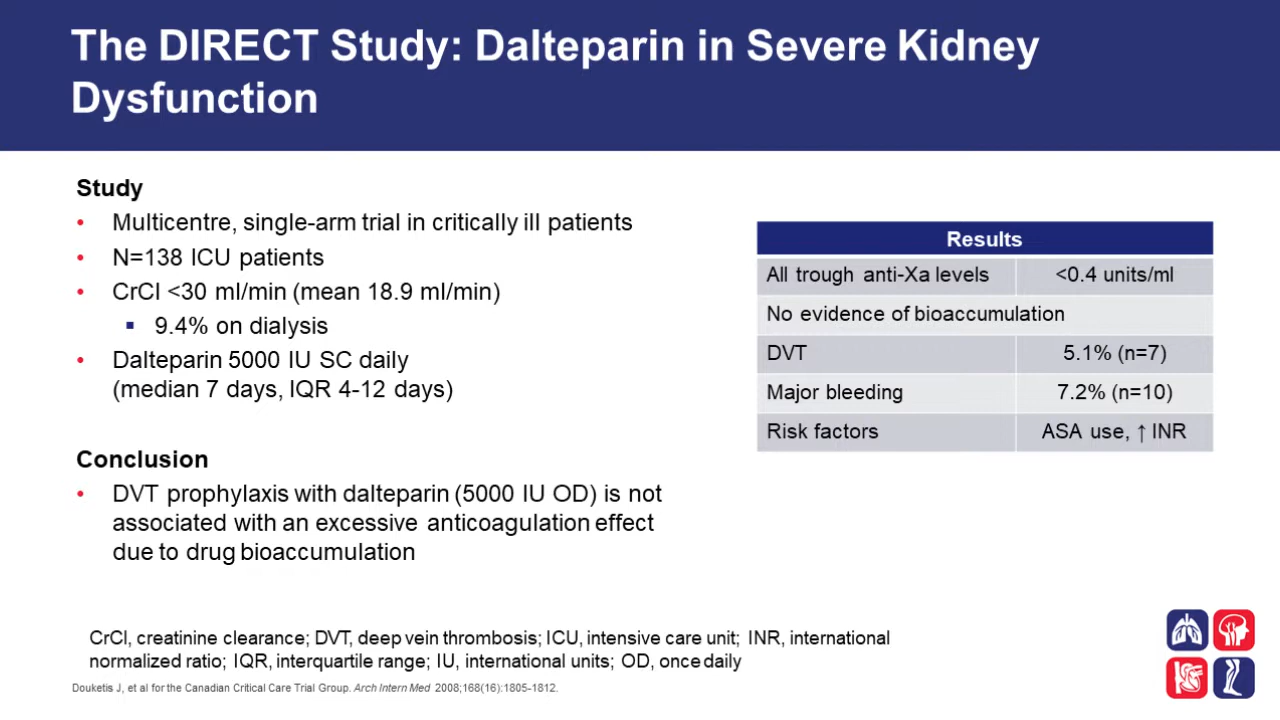 The DIRECT Study: Dalteparin in Severe Kidney
Dysfunction
Study
• Multicentre, single-arm trial in critically ill patients
• N=138 ICU patients
• CrCl <30 ml/min (mean 18.9 ml/min)
▪ 9.4% on dialysis
• Dalteparin 5000 IU SC daily
(median 7 days, IQR 4-12 days)
Conclusion
• DVT prophylaxis with dalteparin (5000 IU OD) is not
associated with an excessive anticoagulation effect
due to drug bioaccumulation
Results
All trough anti-Xa levels <0.4 units/ml
No evidence of bioaccumulation
DVT 5.1% (n=7)
Major bleeding 7.2% (n=10)
Risk factors ASA use, ↑ INR
CrCl, creatinine clearance; DVT, deep vein thrombosis; ICU, intensive care unit; INR, international
normalized ratio; IQR, interquartile range; IU, international units; OD, once daily
Douketis J, et al for the Canadian Critical Care Trial Group. Arch Intern Med 2008;168(16):1805-1812.